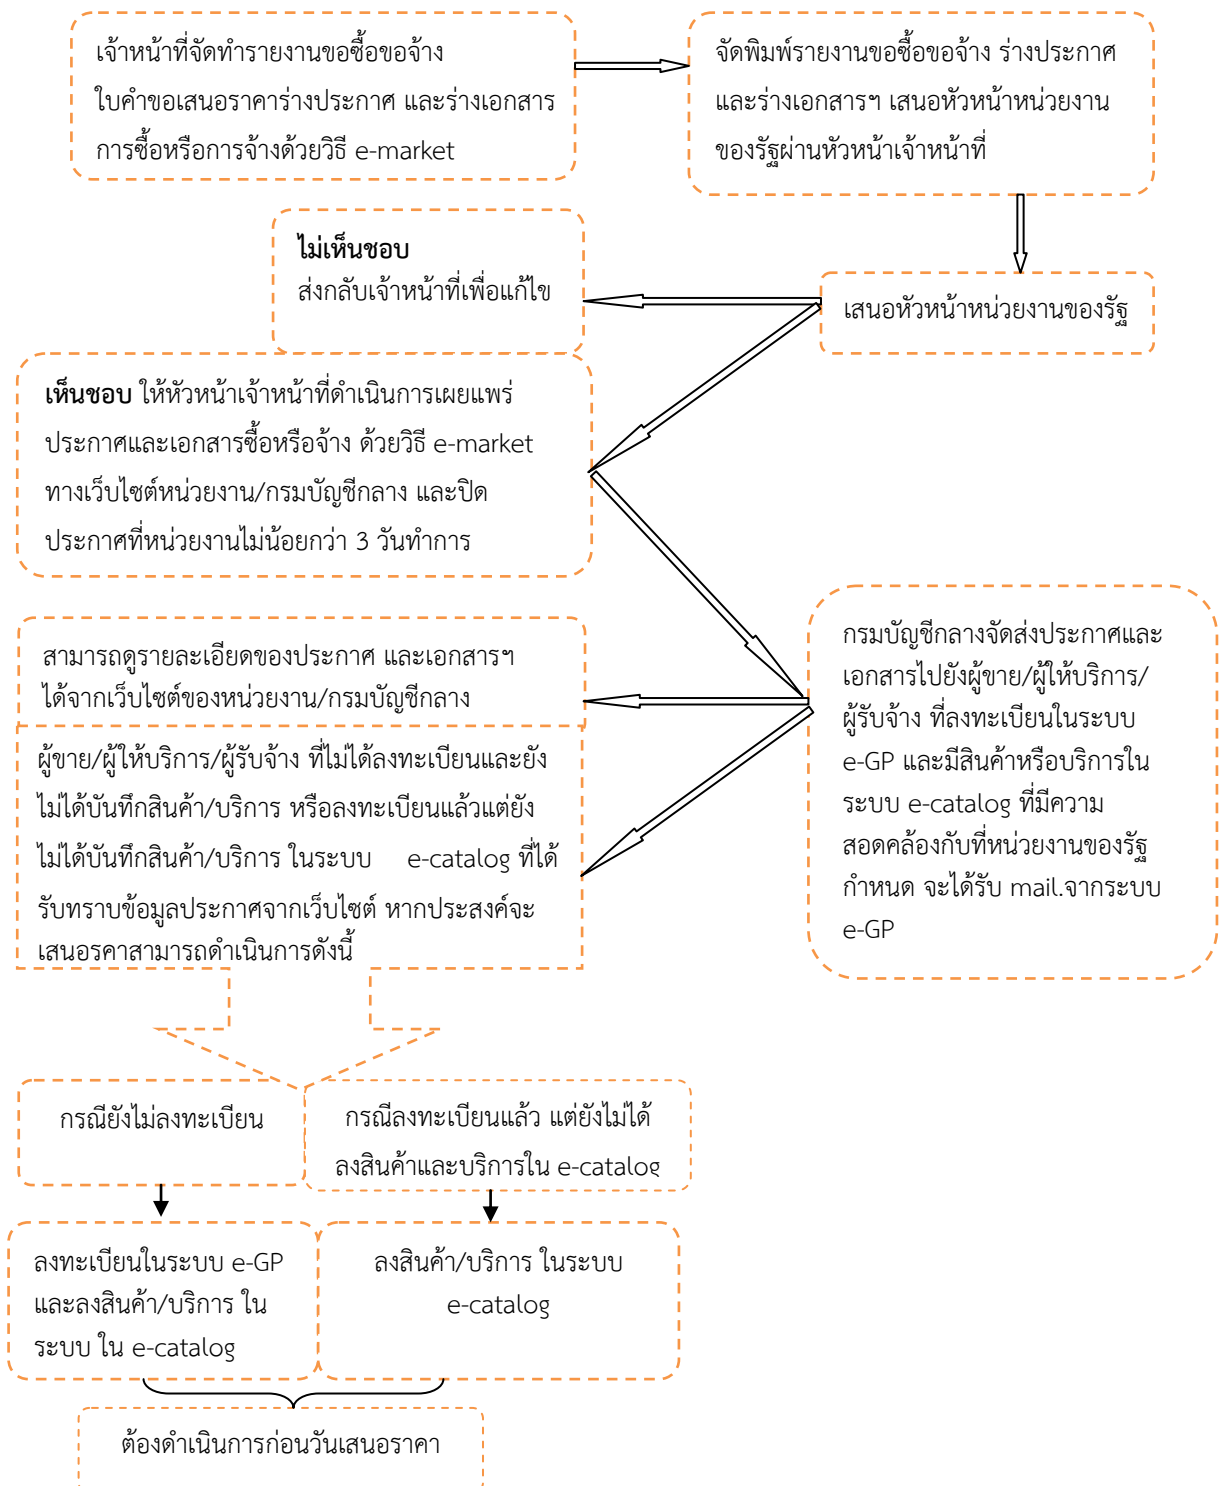 เจ้าหน้าที่จัดทำรายงานขอซื้อขอจ้าง
ใบคำขอเสนอราคาร่างประกาศ และร่างเอกสาร
การซื้อหรือการจ้างด้วยวิธี e-market
จัดพิมพ์รายงานขอซื้อขอจ้าง ร่างประกาศ
และร่างเอกสารฯ เสนอหัวหน้าหน่วยงาน
ของรัฐผ่านหัวหน้าเจ้าหน้าที่
ไม่เห็นชอบ
ส่งกลับเจ้าหน้าที่เพื่อแก้ไข
เสนอหัวหน้าหน่วยงานของรัฐ
เห็นชอบ ให้หัวหน้าเจ้าหน้าที่ดำเนินการเผยแพร่
ประกาศและเอกสารซื้อหรือจ้าง ด้วยวิธี e-market
ทางเว็บไซต์หน่วยงาน/กรมบัญชีกลาง และปิด
ประกาศที่หน่วยงานไม่น้อยกว่า 3 วันทำการ
กรมบัญชีกลางจัดส่งประกาศและ
เอกสารไปยังผู้ขาย/ผู้ให้บริการ/
ผู้รับจ้าง ที่ลงทะเบียนในระบบ
e-GP และมีสินค้าหรือบริการใน
ระบบ e-catalog ที่มีความ
สอดคล้องกับที่หน่วยงานของรัฐ
กำหนด จะได้รับ mail.จากระบบ
e-GP
สามารถดูรายละเอียดของประกาศ และเอกสารฯ
ได้จากเว็บไซต์ของหน่วยงาน/กรมบัญชีกลาง
ผู้ขาย/ผู้ให้บริการ/ผู้รับจ้าง ที่ไม่ได้ลงทะเบียนและยัง
ไม่ได้บันทึกสินค้า/บริการ หรือลงทะเบียนแล้วแต่ยัง
ไม่ได้บันทึกสินค้า/บริการ ในระบบ e-catalog ที่ได้
รับทราบข้อมูลประกาศจากเว็บไซต์ หากประสงค์จะ
เสนอรคาสามารถดำเนินการดังนี้
กรณียังไม่ลงทะเบียน
กรณีลงทะเบียนแล้ว แต่ยังไม่ได้
ลงสินค้าและบริการใน e-catalog
ลงทะเบียนในระบบ e-GP
และลงสินค้า/บริการ ใน
ระบบ ใน e-catalog
ลงสินค้า/บริการ ในระบบ
e-catalog
ต้องดำเนินการก่อนวันเสนอราคา